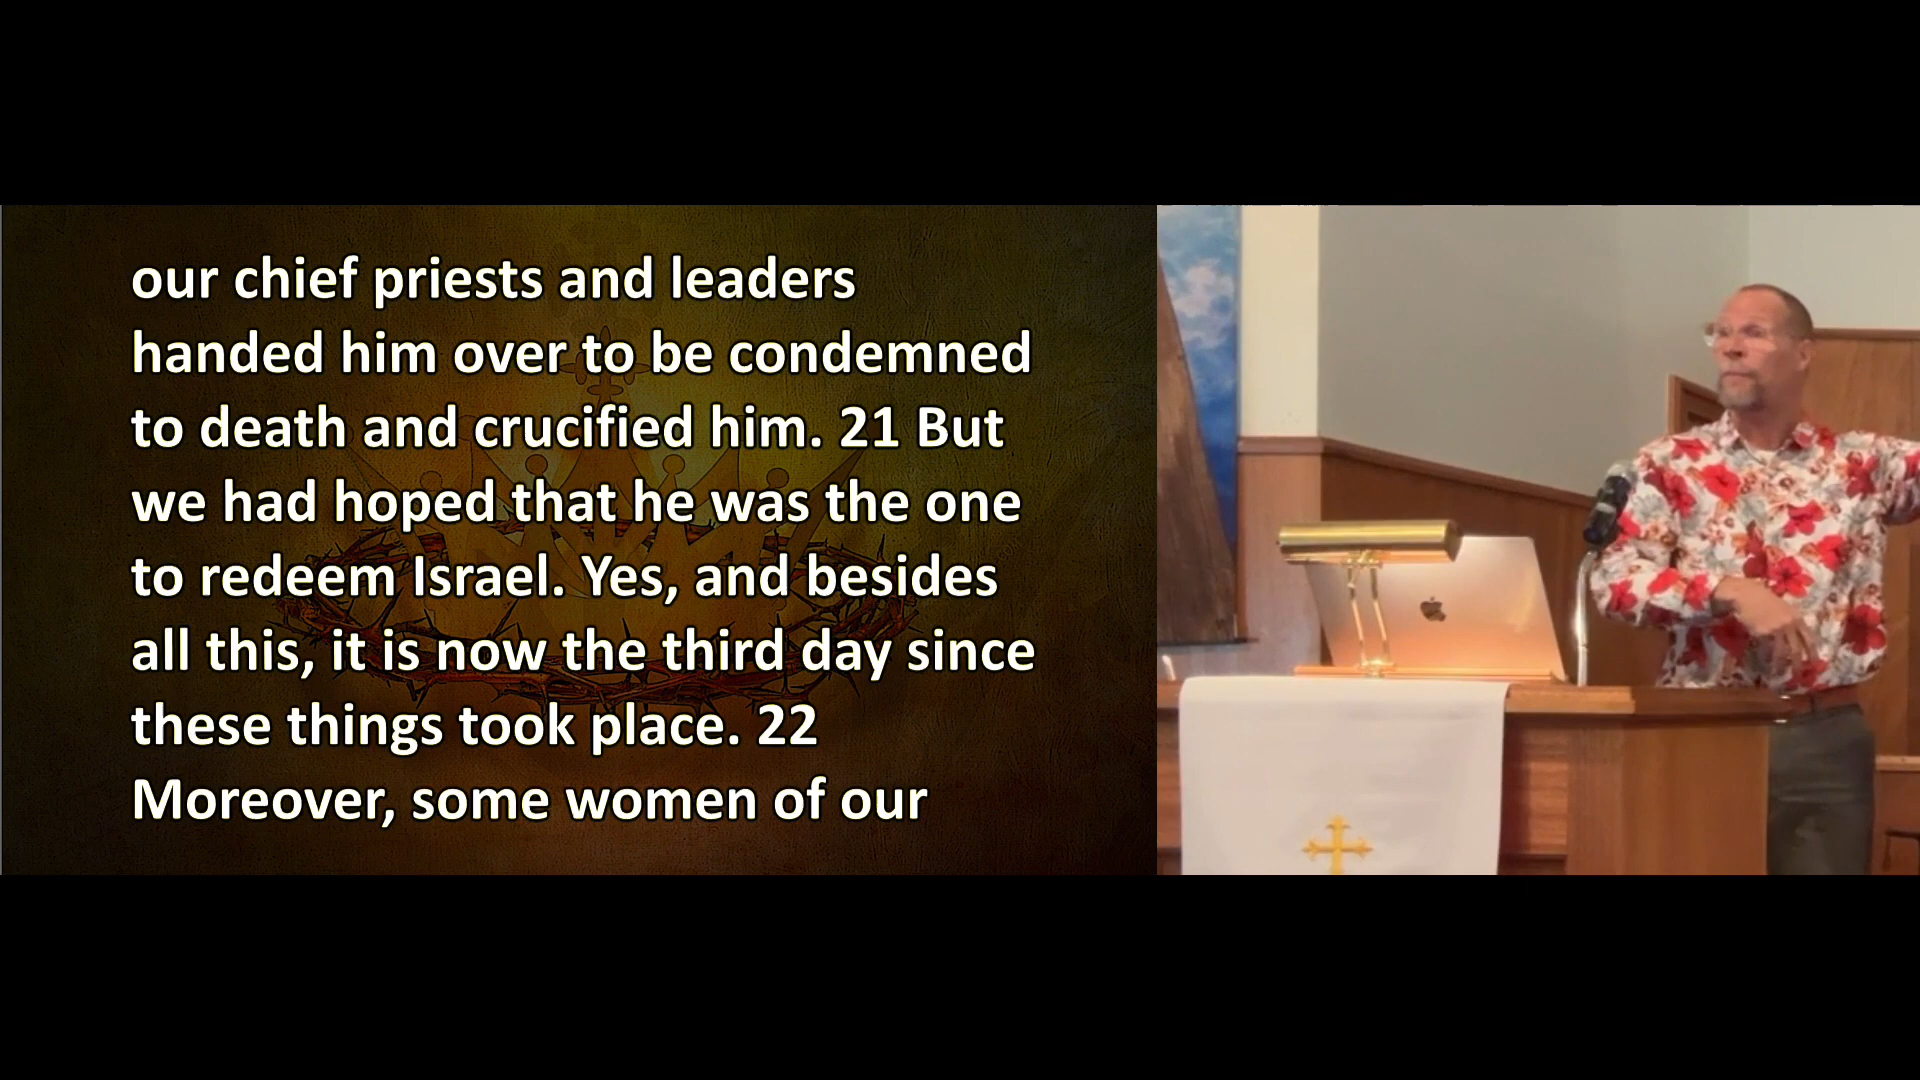 our chief priests and leaders
handed him over to be condemned
to death and crucified him. 21 But
we had hoped that he was the one
to redeem Israel. Yes, and besides
all this, it is now the third day since
these things took place. 22
Moreover, some women of our